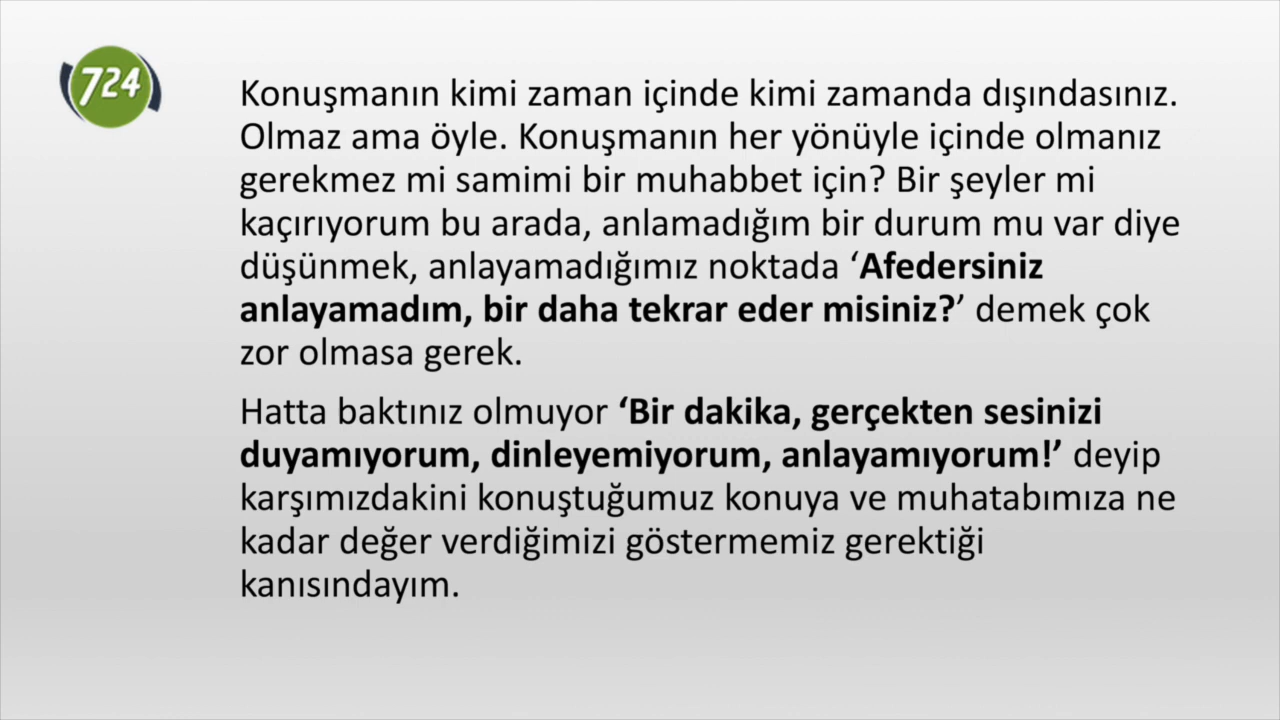 724
Konuşmanın kimi zaman içinde kimi zamanda dışındasınız.
Olmaz ama öyle. Konuşmanın her yönüyle içinde olmanız
gerekmez mi samimi bir muhabbet için? Bir şeyler mi
kaçırıyorum bu arada, anlamadığım bir durum mu var diye
düşünmek, anlayamadığımız noktada ‘Afedersiniz
anlayamadım, bir daha tekrar eder misiniz?’ demek çok
zor olmasa gerek.
Hatta baktınız olmuyor ‘Bir dakika, gerçekten sesinizi
duyamıyorum, dinleyemiyorum, anlayamıyorum!’ deyip
karşımızdakini konuştuğumuz konuya ve muhatabımıza ne
kadar değer verdiğimizi göstermemiz gerektiği
kanısındayım.